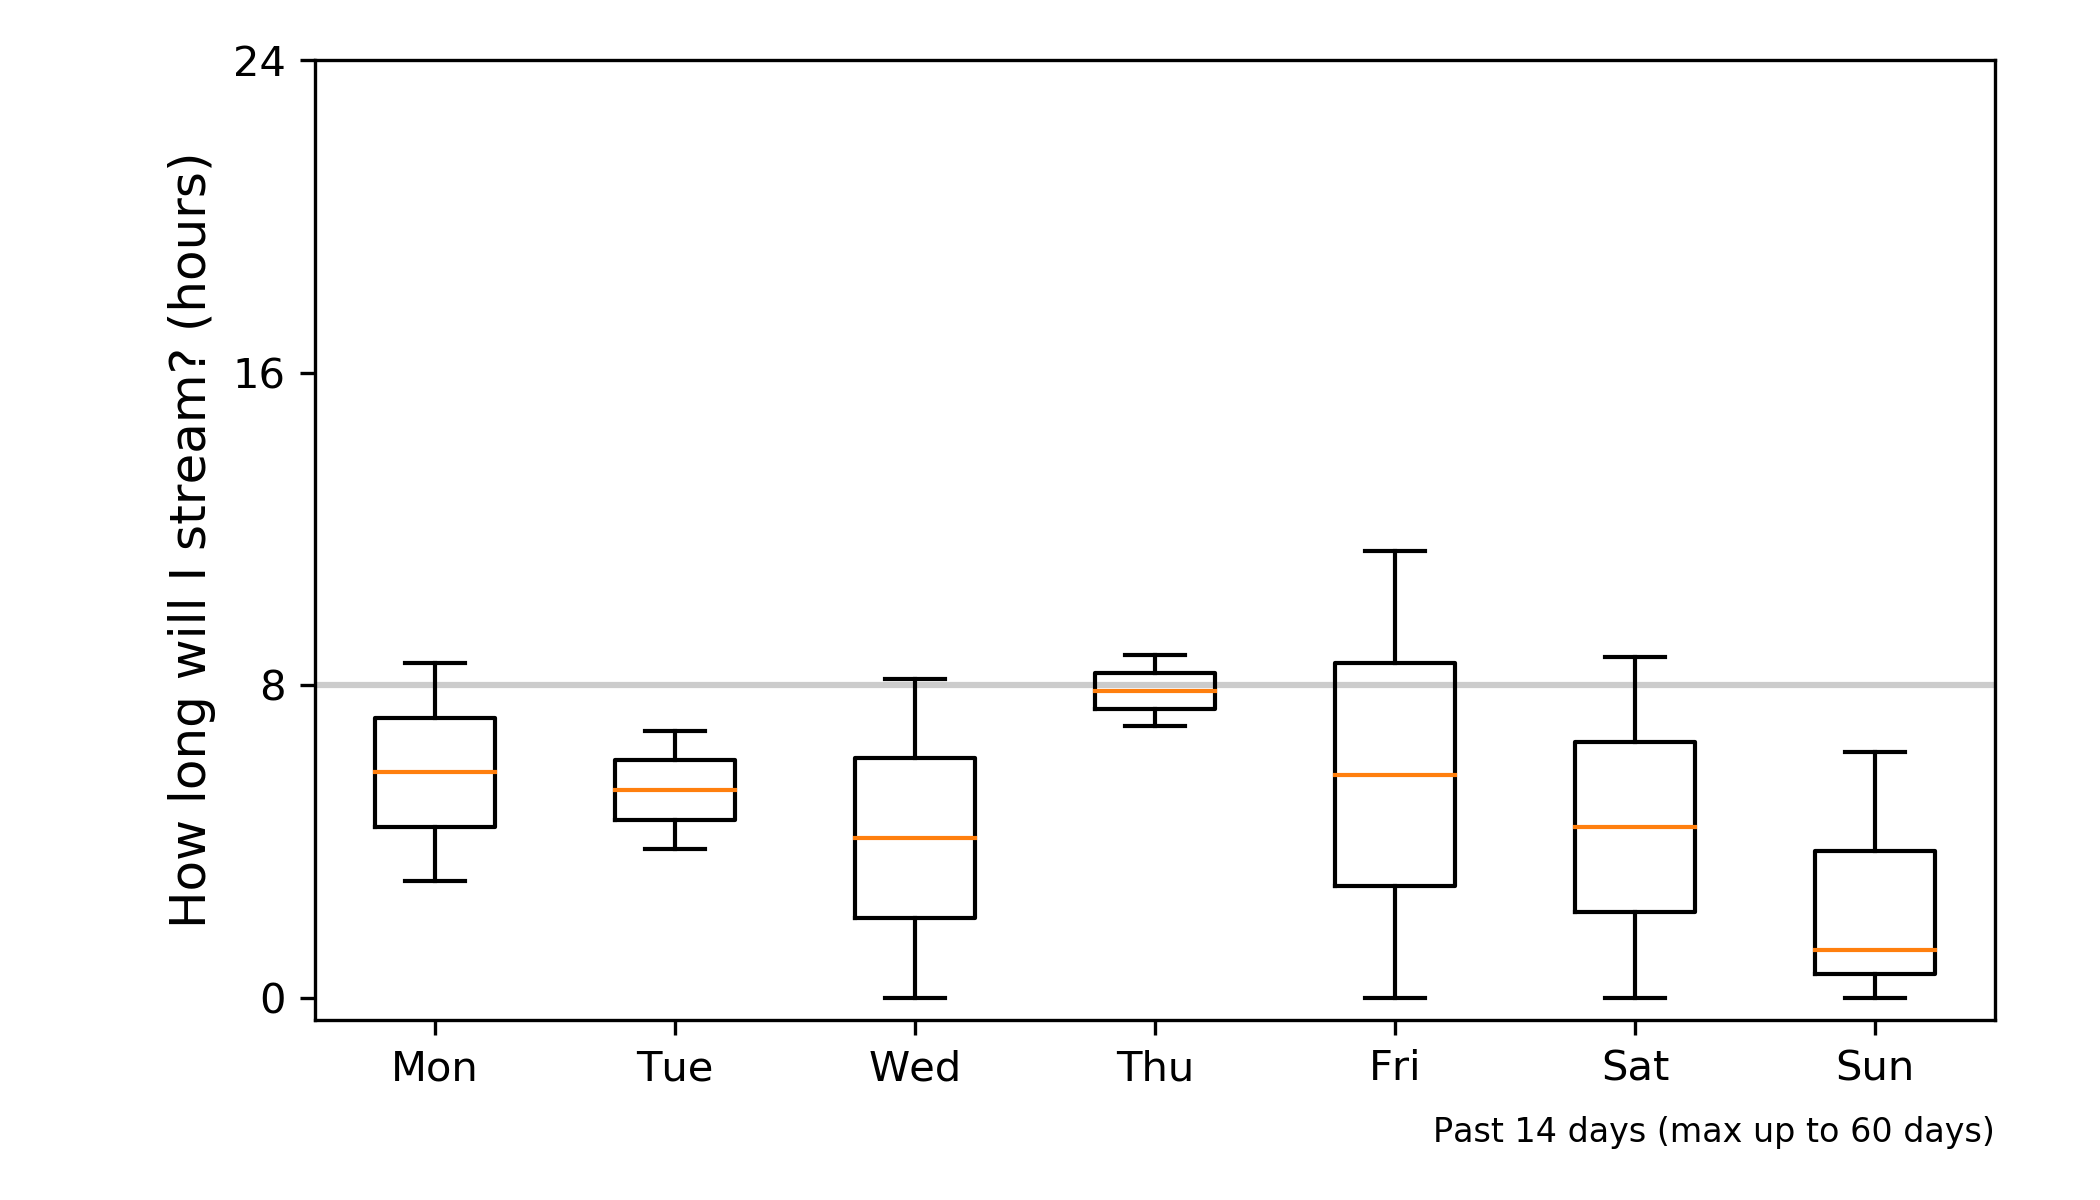 How long will I stream? (hours)
24
16
8
0
Mon Tue Wed Thu Fri Sat Sun
Past 14 days (max up to 60 days)